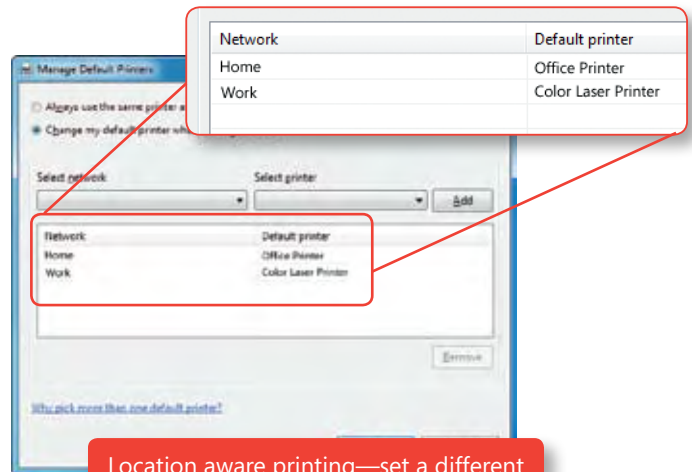 Network Default printer
Home Office Printer
Work Color Laser Printer
Manage Default Printers
Always use the same printer a
Change my default printer wh
Select network Select printer
Add
Network Default printer
Home Office Printer
Work Color Laser Printer
Remove
Why pick more than one default printer?
Location aware printing—set a different